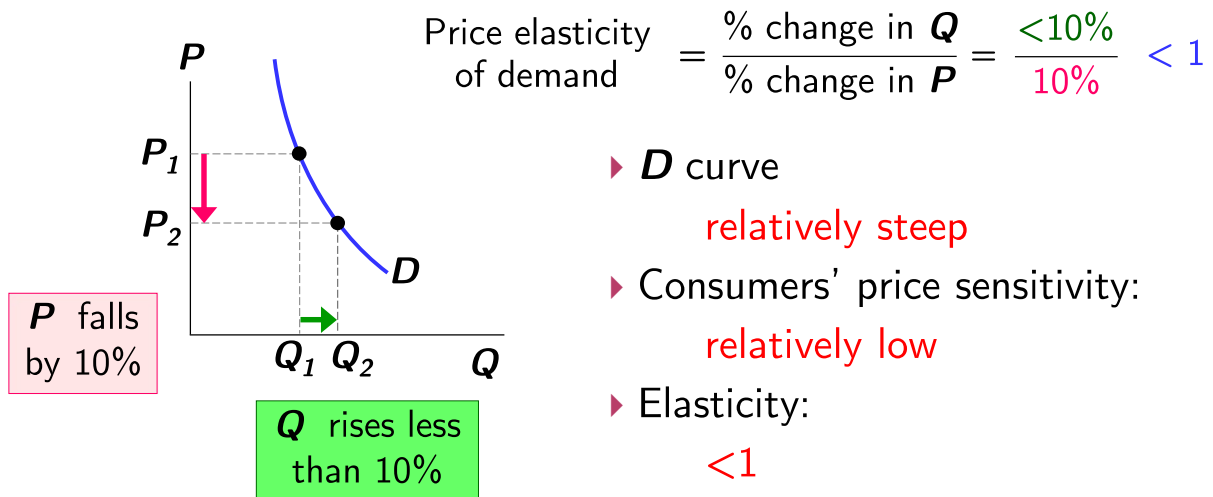 Price elasticity of demand = % change in Q / % change in P = <10% / 10% < 1
P
P1
P2
D
Q1 Q2 Q
P falls
by 10%
Q rises less
than 10%
D curve
relatively steep
Consumers' price sensitivity:
relatively low
Elasticity:
<1